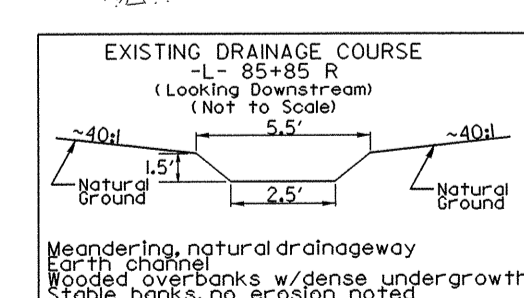 EXISTING DRAINAGE COURSE
-L- 85+85 R
(Looking Downstream)
(Not to Scale)
5.5'
~40:1
~40:1
1.5'
Natural
Ground
2.5'
Natural
Ground
Meandering, natural drainageway
Earth channel
Wooded overbanks w/dense undergrowth
Stable banks, no erosion noted